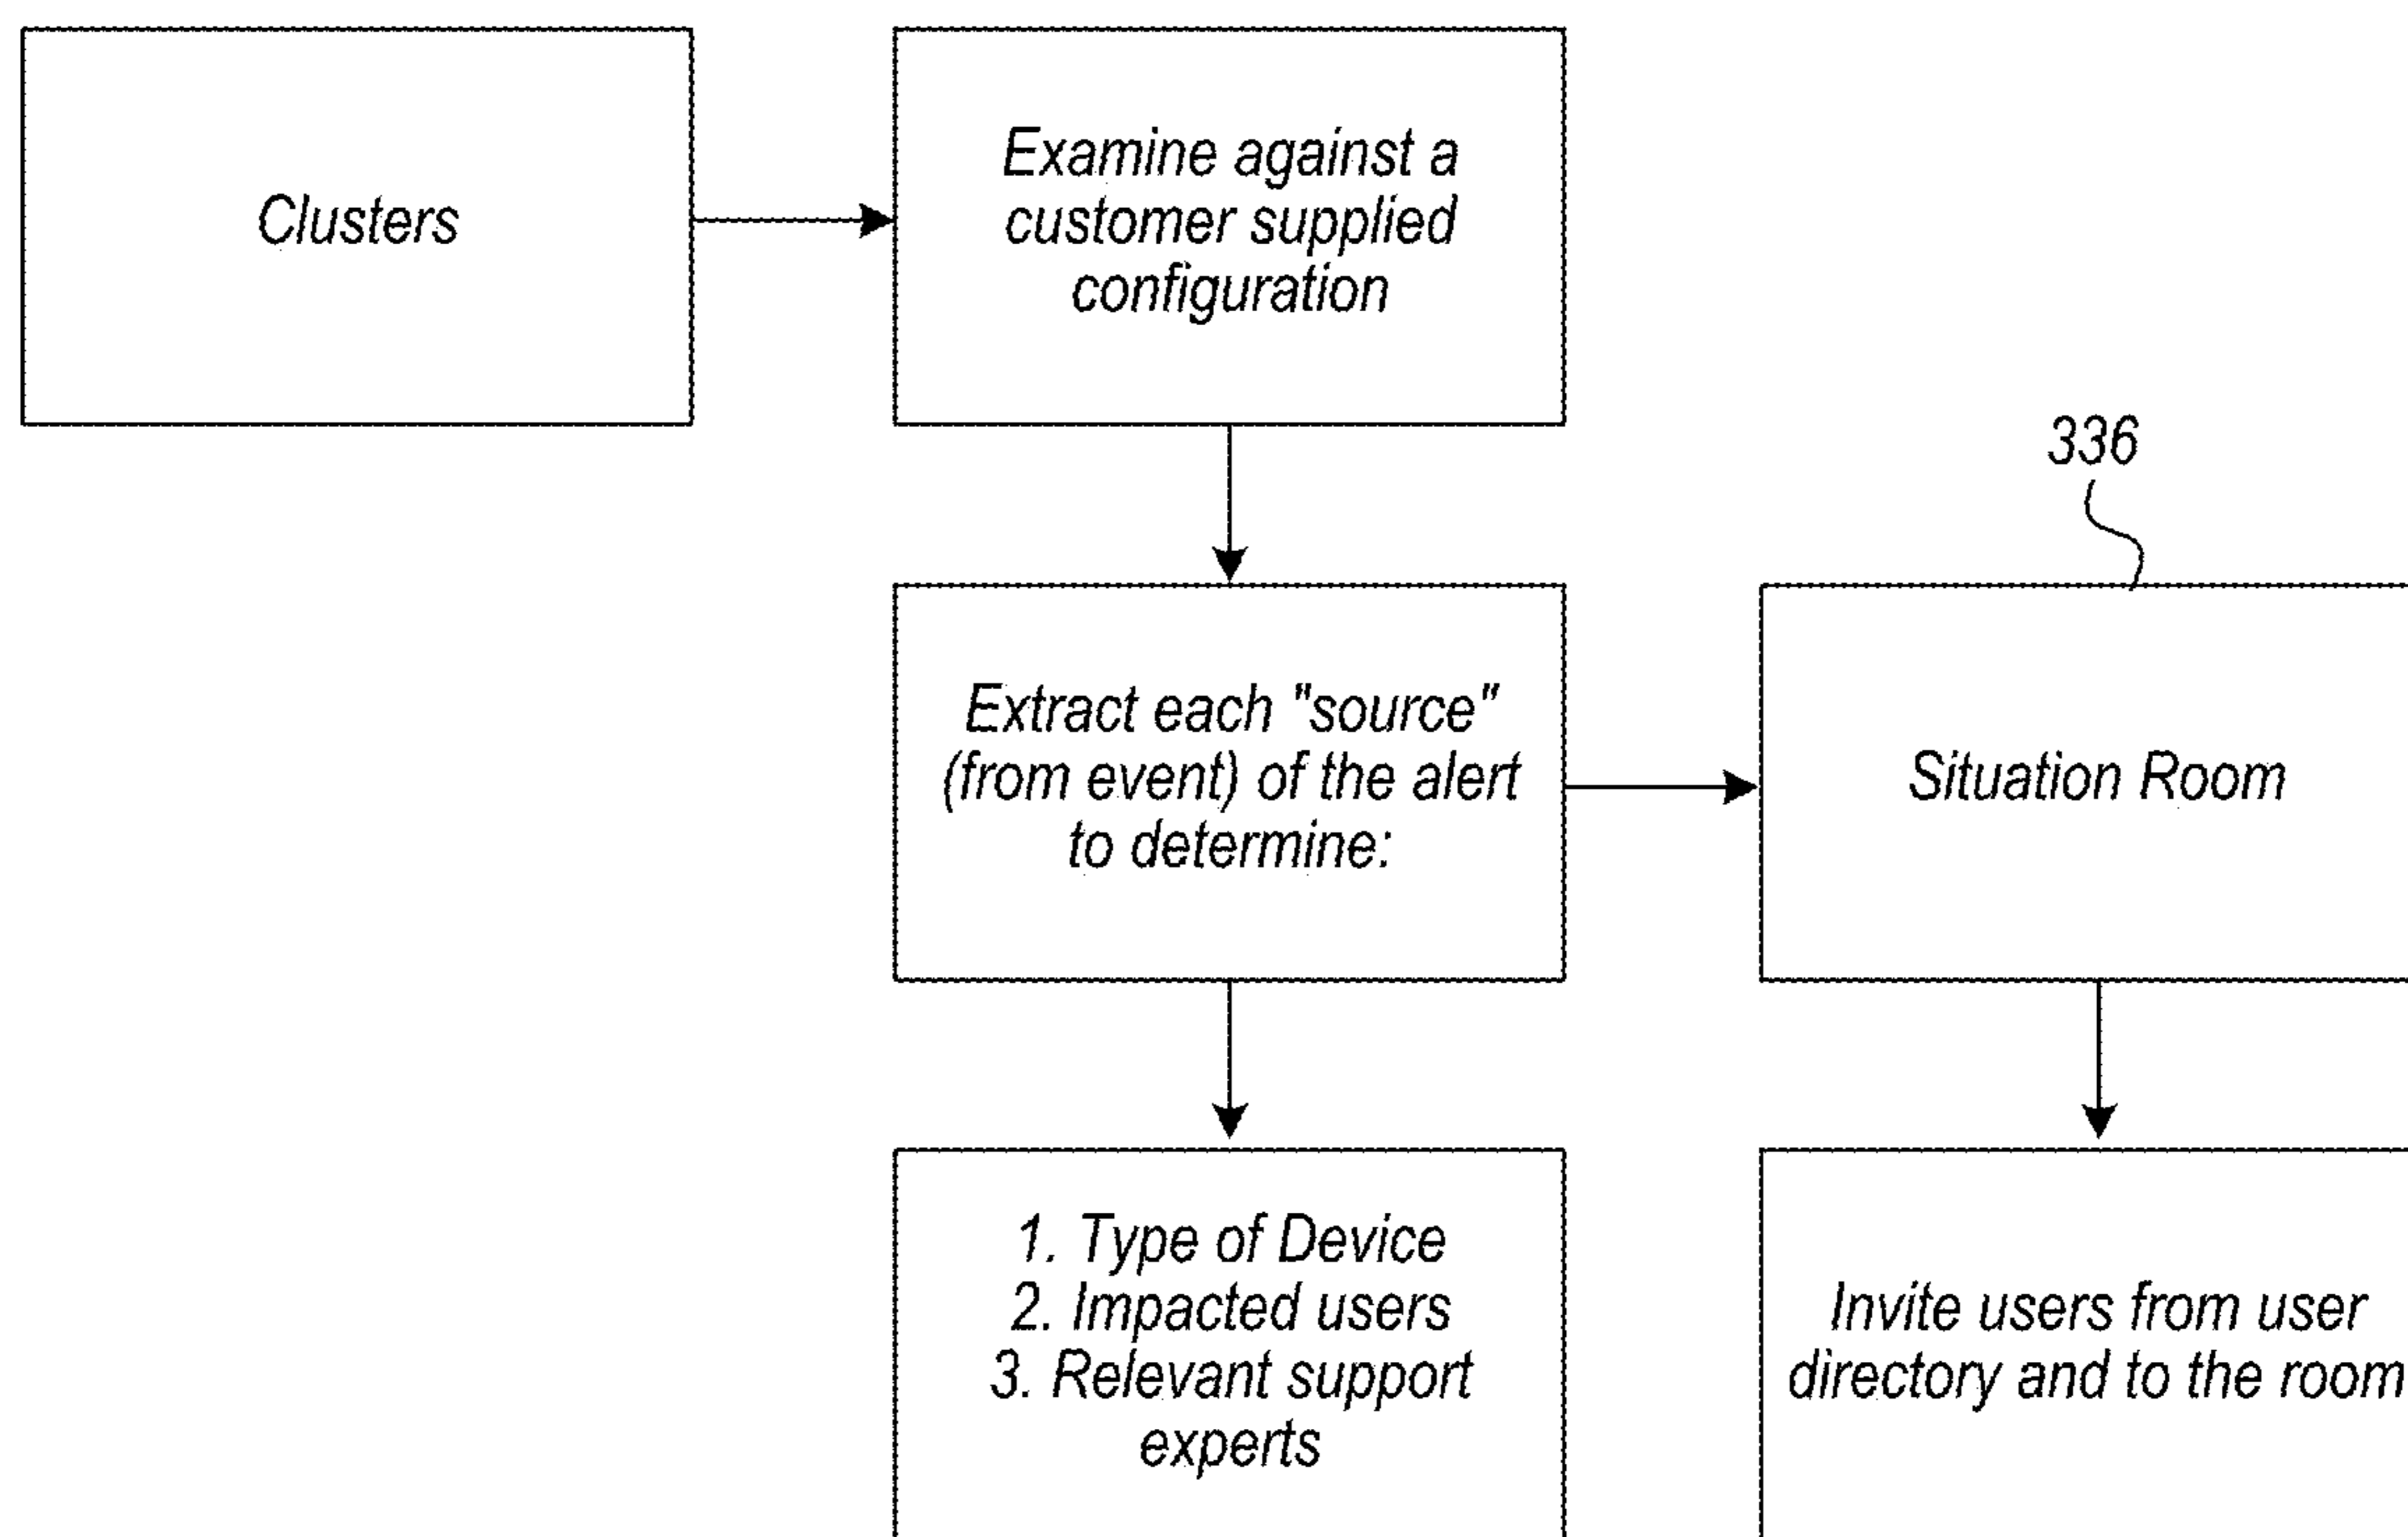 Clusters
Examine against a
customer supplied
configuration
336
Extract each "source"
(from event) of the alert
to determine:
Situation Room
1. Type of Device
2. Impacted users
3. Relevant support
experts
Invite users from user
directory and to the room